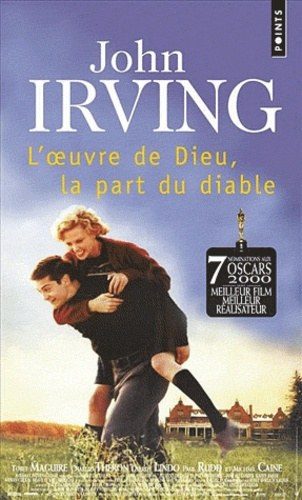 POINTS
John
IRVING
L'œuvre de Dieu,
la part du diable
7 NOMINATIONS AUX
OSCARS
2000
MEILLEUR FILM
MEILLEUR
RÉALISATEUR
TOBEY MAGUIRE CHARLIZE THERON DELROY LINDO PAUL RUDD ET MICHAEL CAINE